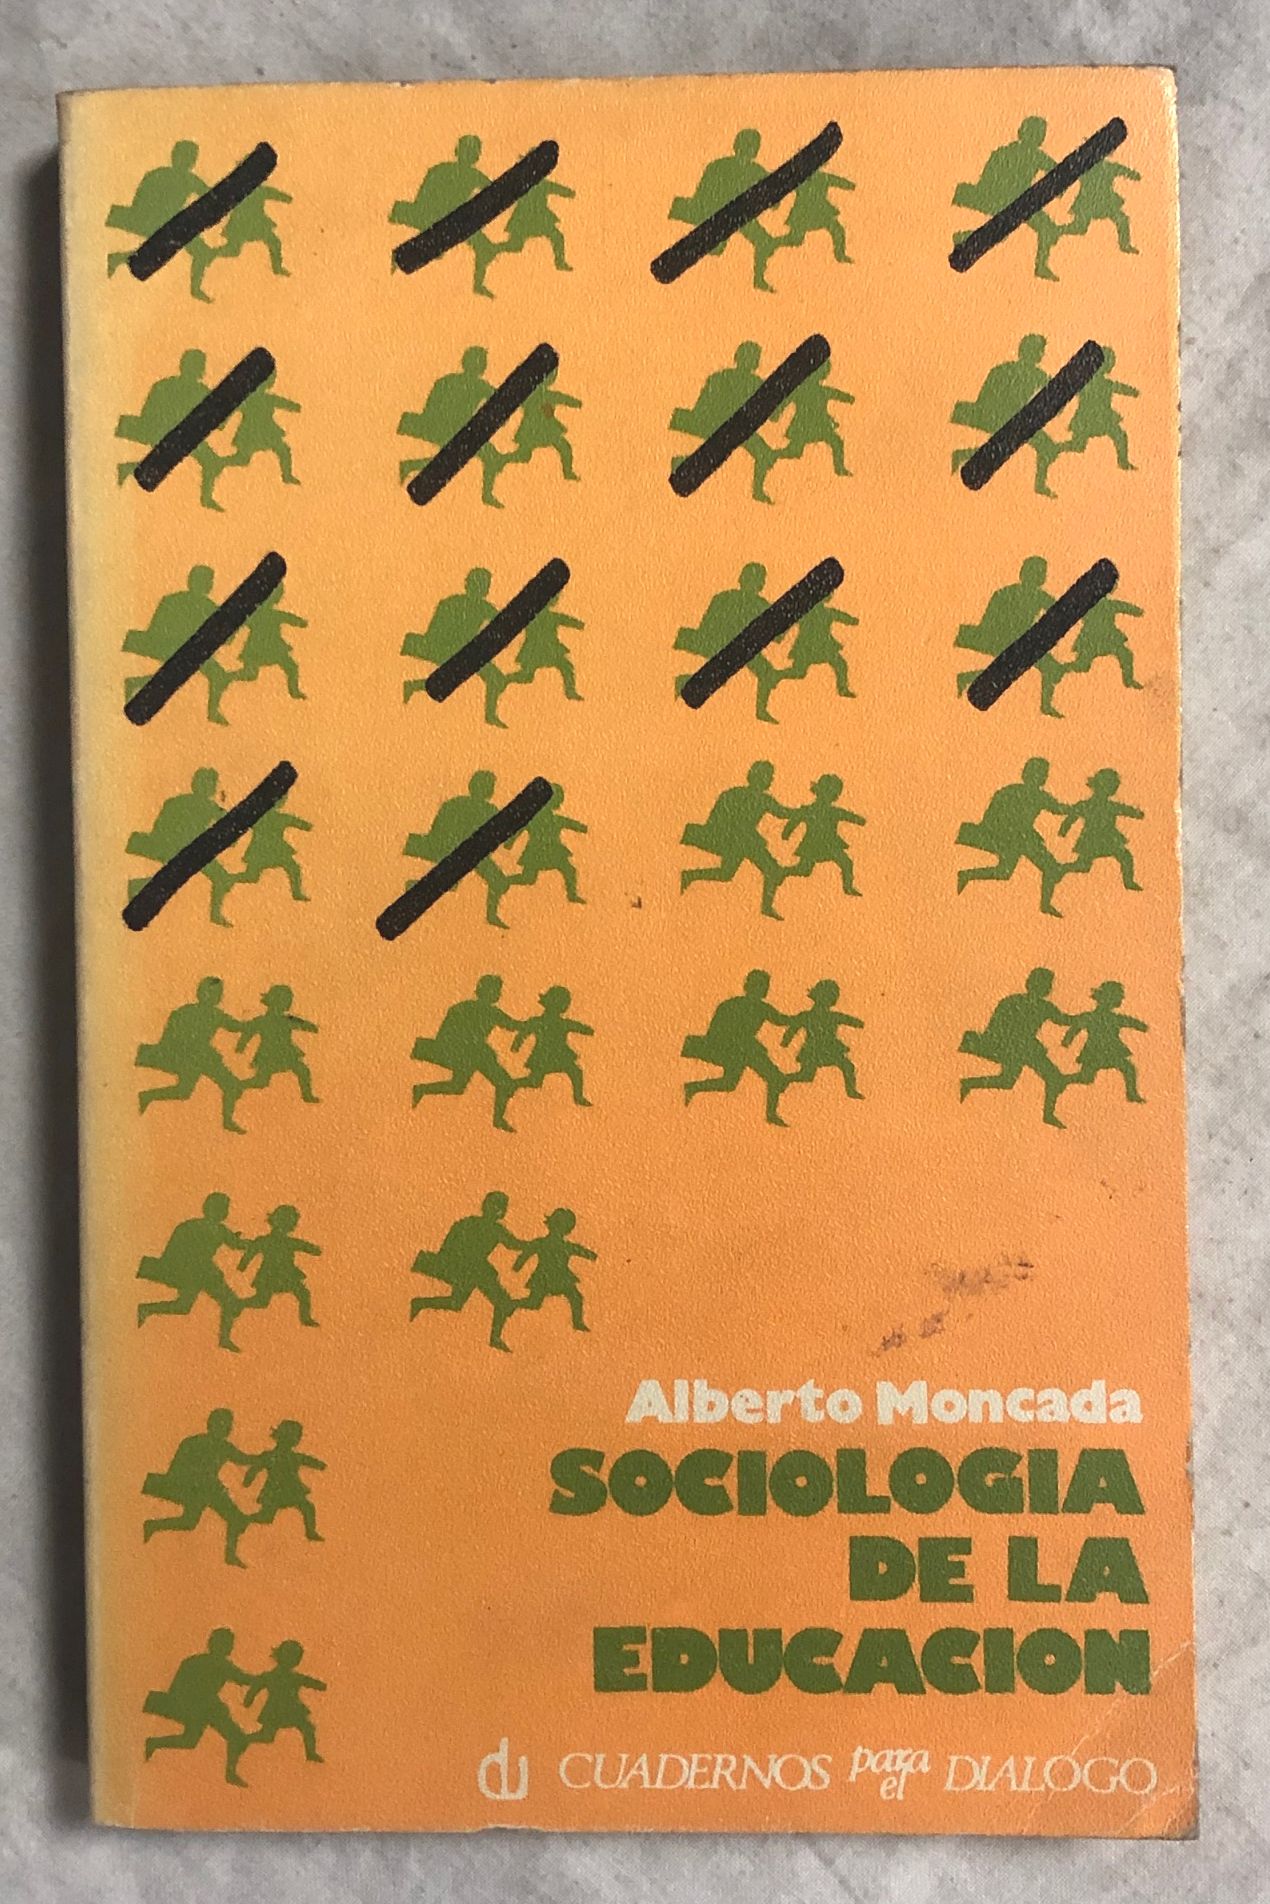 Alberto Moncada
SOCIOLOGIA
DE LA
EDUCACION
CUADERNOS para el DIALOGO